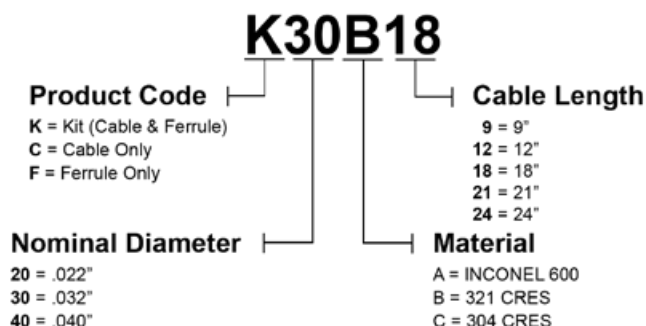 K30B18
Product Code
K = Kit (Cable & Ferrule)
C = Cable Only
F = Ferrule Only
Cable Length
9 = 9”
12 = 12”
18 = 18”
21 = 21”
24 = 24”
Nominal Diameter
20 = .022”
30 = .032”
40 = .040”
Material
A = INCONEL 600
B = 321 CRES
C = 304 CRES